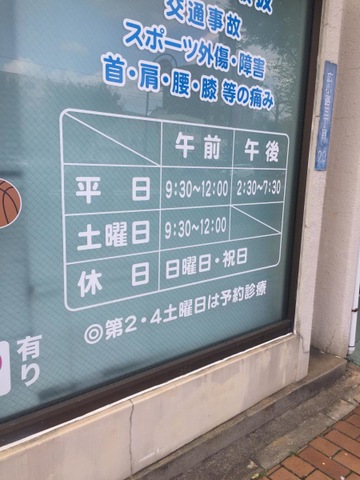 交通事故
スポーツ外傷・障害
首・肩・腰・膝 等の痛み
午前 午後
平日 9:30~12:00 2:30~7:30
土曜日 9:30~12:00
休日 日曜日・祝日
◎第2・4土曜日は予約診療
有り